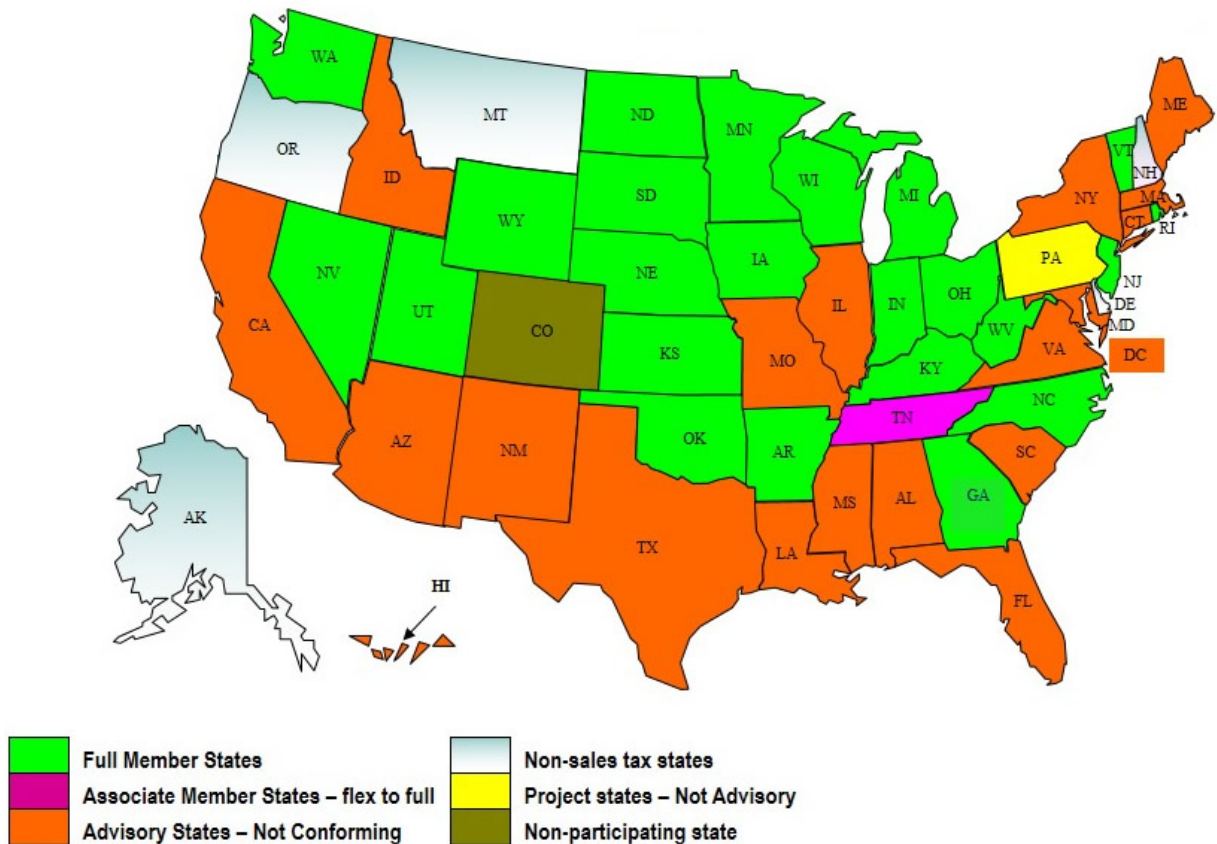 WA
MT
ND
MN
ME
OR
ID
SD
WI
MI
VT
NH
NY
MA
CT
RI
WY
NV
UT
NE
IA
PA
NJ
CA
CO
KS
IL
IN
OH
DE
MD
WV
VA
DC
MO
KY
TN
NC
AZ
NM
OK
AR
SC
MS
AL
GA
AK
TX
LA
FL
HI
Full Member States
Associate Member States – flex to full
Advisory States – Not Conforming
Non-sales tax states
Project states – Not Advisory
Non-participating state